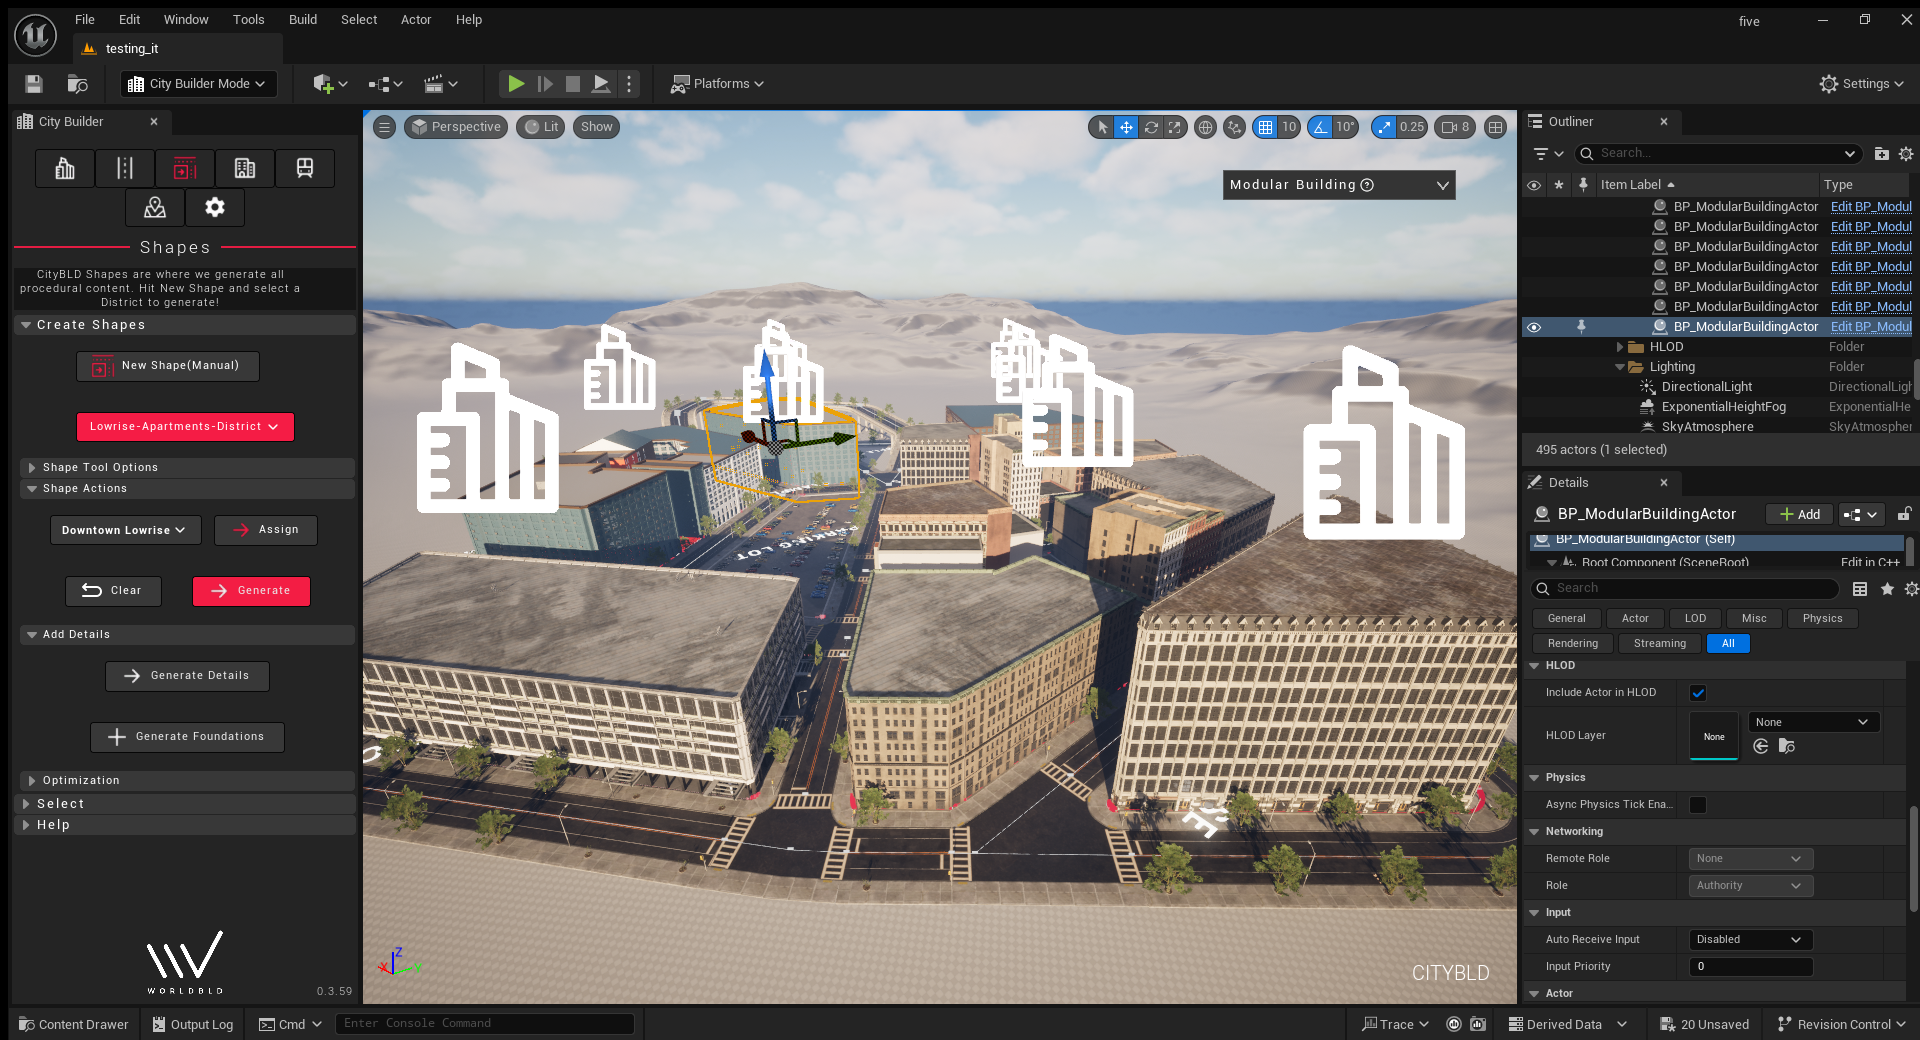 File Edit Window Tools Build Select Actor Help
five
testing_it
City Builder Mode
Platforms
Settings
City Builder
Shapes
CityBLD Shapes are where we generate all
procedural content. Hit New Shape and select a
District to generate!
Create Shapes
New Shape(Manual)
Lowrise-Apartments-District
Shape Tool Options
Shape Actions
Downtown Lowrise
Assign
Clear
Generate
Add Details
Generate Details
Generate Foundations
Optimization
Select
Help
WORLDBLD
0.3.59
Perspective
Lit
Show
10
10°
0.25
8
Modular Building
PARKING LOT
Z
X
Y
CITYBLD
Outliner
Search...
Item Label
Type
BP_ModularBuildingActor Edit BP_Modul
BP_ModularBuildingActor Edit BP_Modul
BP_ModularBuildingActor Edit BP_Modul
BP_ModularBuildingActor Edit BP_Modul
BP_ModularBuildingActor Edit BP_Modul
BP_ModularBuildingActor Edit BP_Modul
BP_ModularBuildingActor Edit BP_Modul
HLOD Folder
Lighting Folder
DirectionalLight DirectionalLigh
ExponentialHeightFog ExponentialHe
SkyAtmosphere SkyAtmospher
495 actors (1 selected)
Details
BP_ModularBuildingActor
Add
BP_ModularBuildingActor (Self)
Root Component (SceneRoot) Edit in C++
Search
General Actor LOD Misc Physics
Rendering Streaming All
HLOD
Include Actor in HLOD
HLOD Layer
None
None
Physics
Async Physics Tick Ena...
Networking
Remote Role None
Role Authority
Input
Auto Receive Input Disabled
Input Priority 0
Actor
Content Drawer
Output Log
Cmd
Enter Console Command
Trace
Derived Data
20 Unsaved
Revision Control